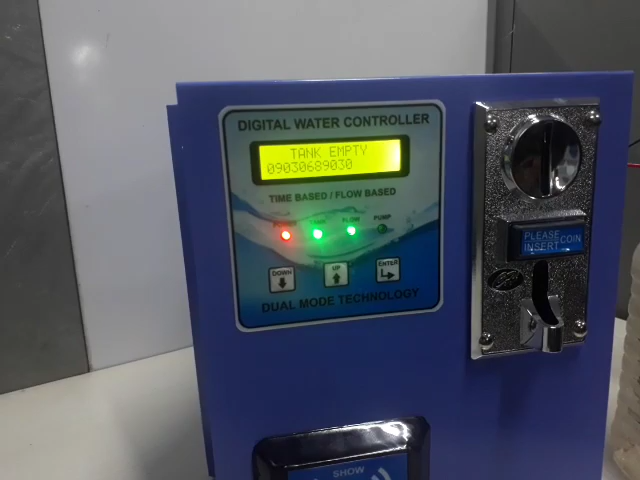 DIGITAL WATER CONTROLLER
TANK EMPTY
09030689030
TIME BASED / FLOW BASED
FLOW PUMP
DOWN UP ENTER
DUAL MODE TECHNOLOGY
PLEASE
INSERT COIN
SHOW